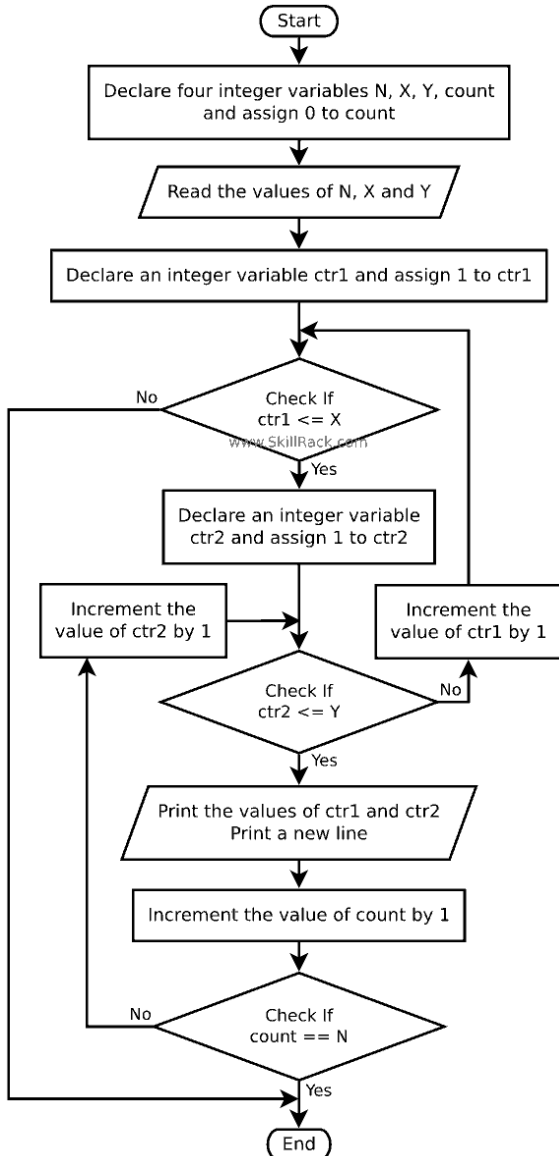 Start
Declare four integer variables N, X, Y, count
and assign 0 to count
Read the values of N, X and Y
Declare an integer variable ctr1 and assign 1 to ctr1
No
Check If
ctr1 <= X
www.SkillRack.com
Yes
Declare an integer variable
ctr2 and assign 1 to ctr2
Increment the
value of ctr2 by 1
Increment the
value of ctr1 by 1
Check If
ctr2 <= Y
No
Yes
Print the values of ctr1 and ctr2
Print a new line
Increment the value of count by 1
No
Check If
count == N
Yes
End